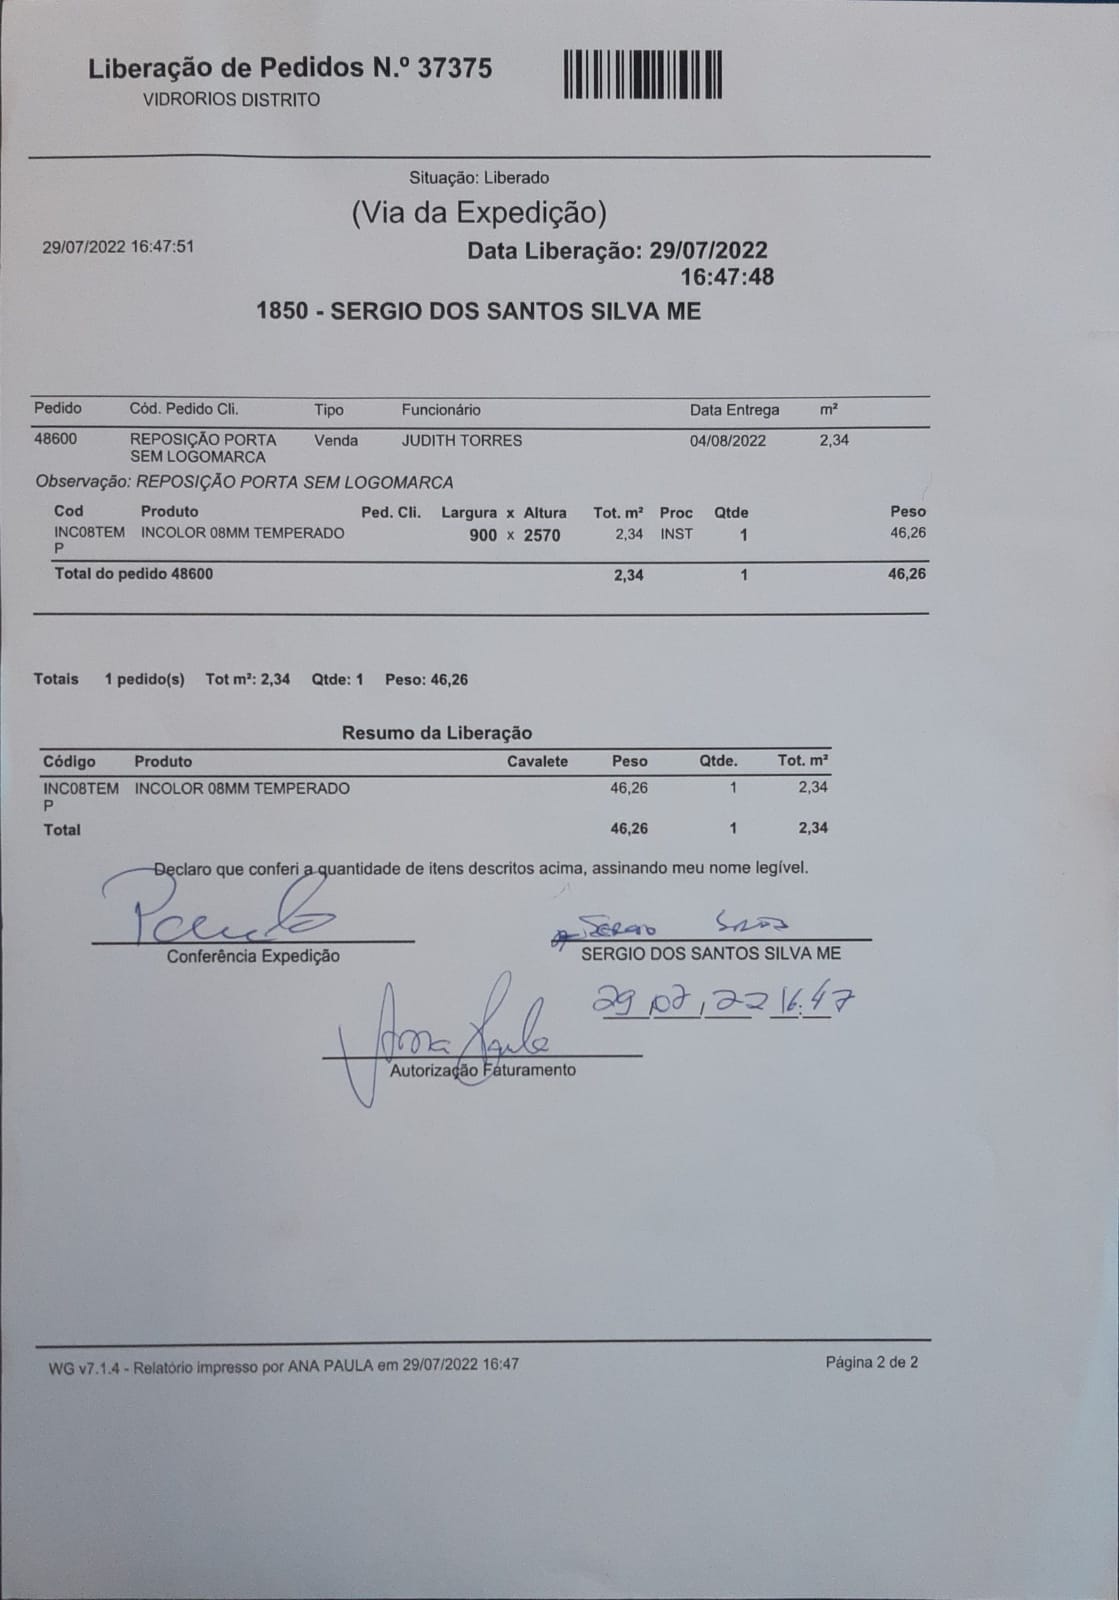 Liberação de Pedidos N.º 37375
VIDRORIOS DISTRITO
Situação: Liberado
(Via da Expedição)
29/07/2022 16:47:51
Data Liberação: 29/07/2022
16:47:48
1850 - SERGIO DOS SANTOS SILVA ME
Pedido Cód. Pedido Cli. Tipo Funcionário Data Entrega m²
48600 REPOSIÇÃO PORTA Venda JUDITH TORRES 04/08/2022 2,34
SEM LOGOMARCA
Observação: REPOSIÇÃO PORTA SEM LOGOMARCA
Cod Produto Ped. Cli. Largura x Altura Tot. m² Proc Qtde Peso
INC08TEM INCOLOR 08MM TEMPERADO 900 x 2570 2,34 INST 1 46,26
P
Total do pedido 48600 2,34 1 46,26
Totais 1 pedido(s) Tot m²: 2,34 Qtde: 1 Peso: 46,26
Resumo da Liberação
Código Produto Cavalete Peso Qtde. Tot. m²
INC08TEM INCOLOR 08MM TEMPERADO 46,26 1 2,34
P
Total 46,26 1 2,34
Declaro que conferi a quantidade de itens descritos acima, assinando meu nome legível.
Sergio
Conferência Expedição
SERGIO DOS SANTOS SILVA ME
29,07,22 16:47
Ana Paula
Autorização Faturamento
WG v7.1.4 - Relatório impresso por ANA PAULA em 29/07/2022 16:47
Página 2 de 2